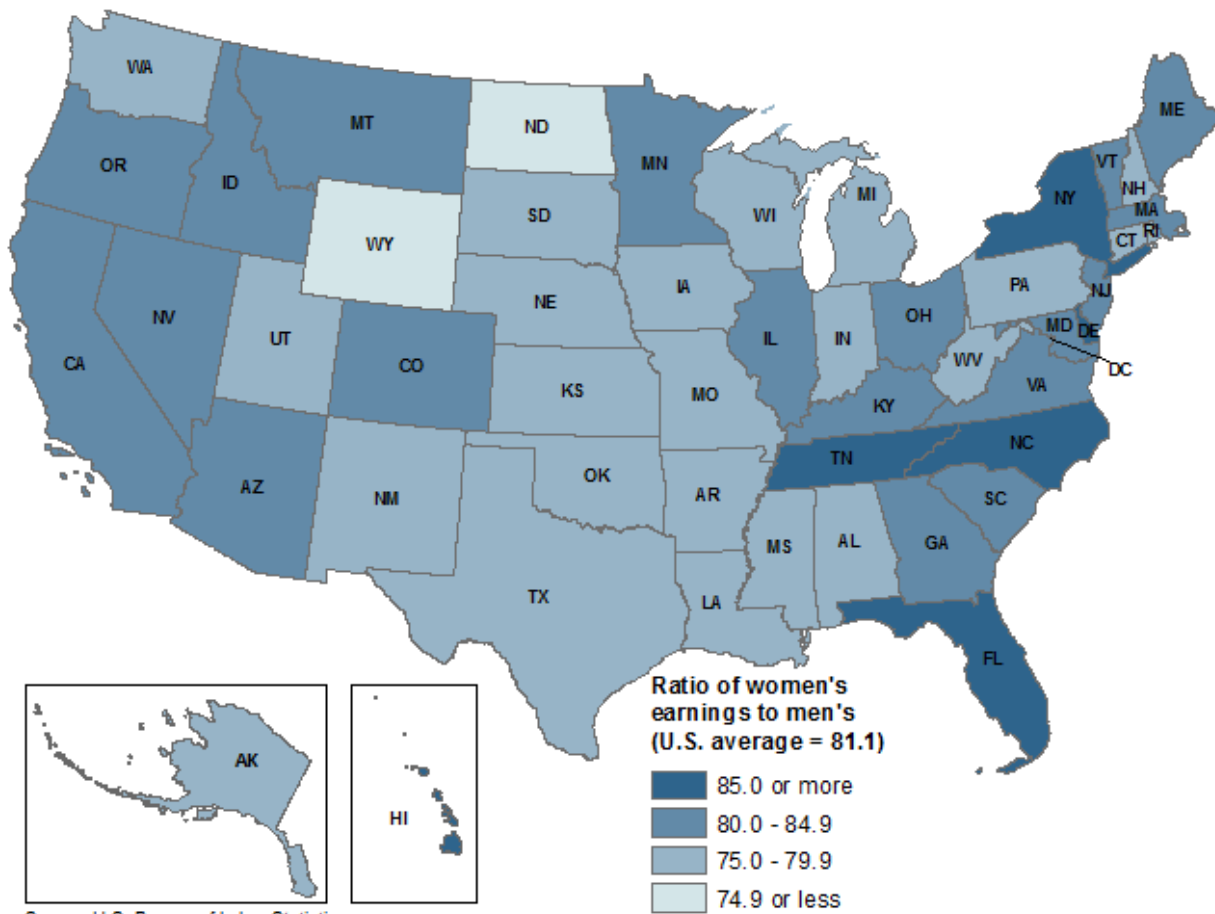 WA
MT
ND
MN
ME
OR
ID
VT
NH
NY
WI
MI
SD
MA
WY
CT
RI
IA
PA
NE
NJ
NV
OH
UT
IL
IN
MD
DE
CA
CO
WV
DC
KS
MO
VA
KY
NC
TN
OK
AZ
NM
AR
SC
MS
AL
GA
TX
LA
FL
Ratio of women's
earnings to men's
(U.S. average = 81.1)
AK
HI
85.0 or more
80.0 - 84.9
75.0 - 79.9
74.9 or less